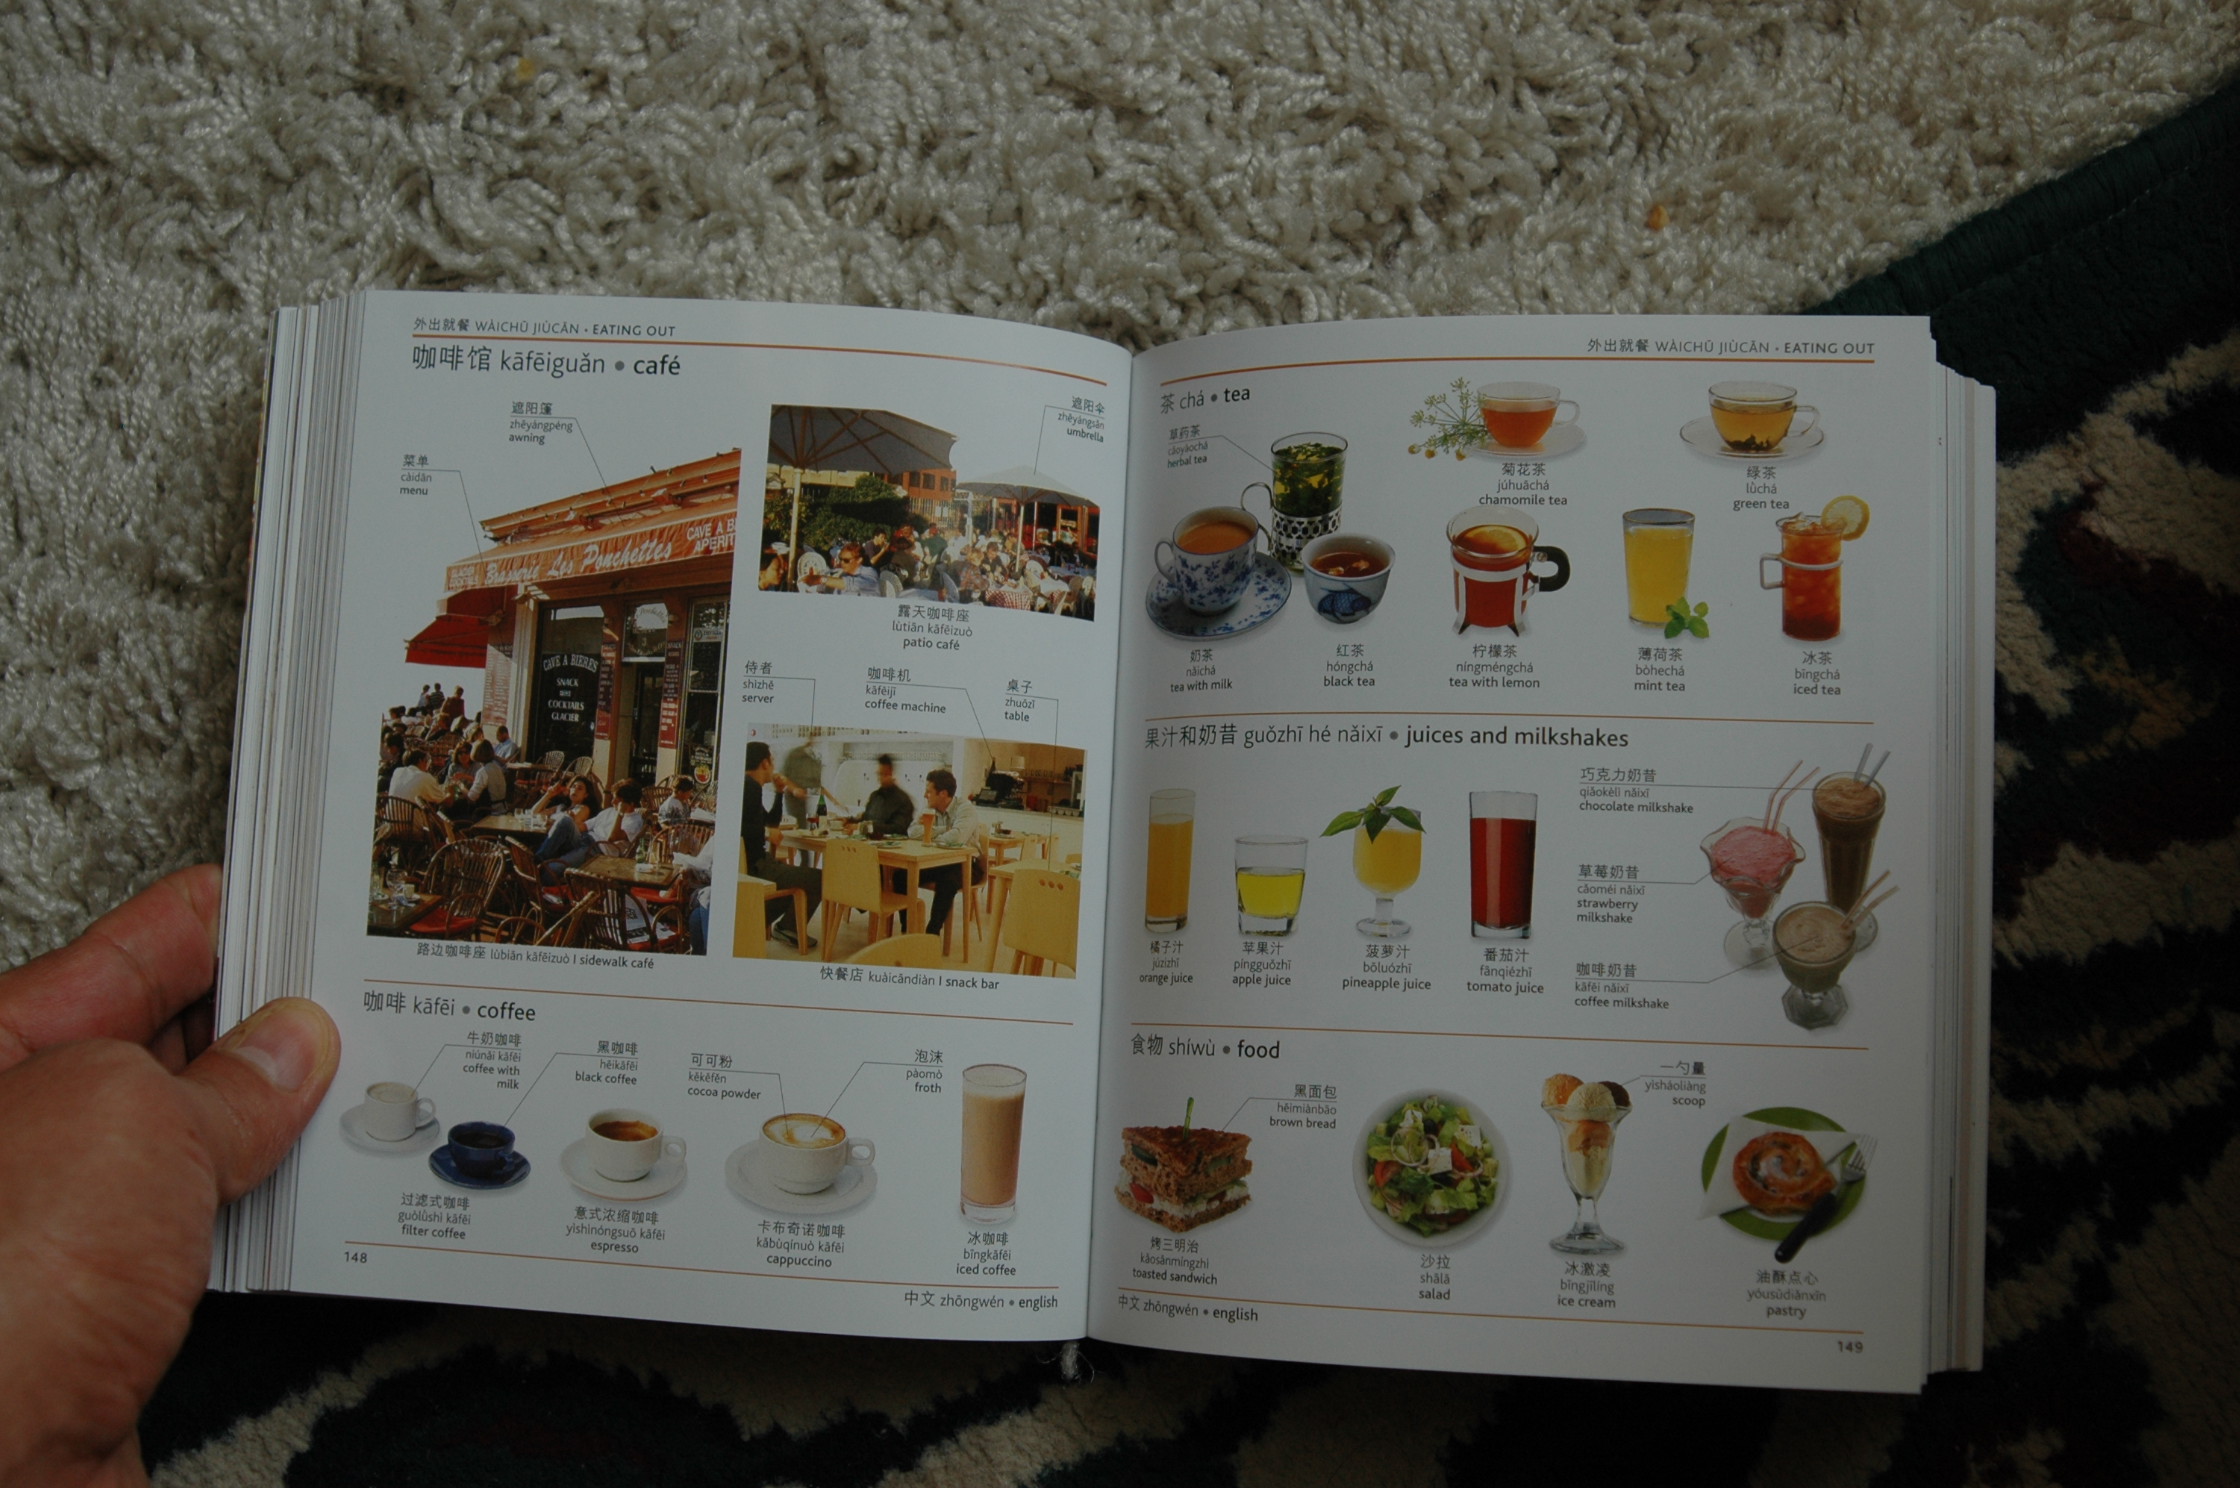 外出就餐 WÀICHŪ JIÙCĀN • EATING OUT
咖啡馆 kāfēiguǎn • café
遮阳篷
zhēyángpéng
awning
菜单
càidān
menu
遮阳伞
zhēyángsǎn
umbrella
露天咖啡座
lùtiān kāfēizuò
patio café
侍者
shìzhě
server
咖啡机
kāfēijī
coffee machine
桌子
zhuōzǐ
table
CAVE A BIERES
SNACK
COCKTAILS
GLACIER
路边咖啡座 lùbiān kāfēizuò | sidewalk café
快餐店 kuàicāndiàn | snack bar
咖啡 kāfēi • coffee
牛奶咖啡
niúnǎi kāfēi
coffee with
milk
黑咖啡
hēikāfēi
black coffee
可可粉
kěkěfěn
cocoa powder
泡沫
pàomò
froth
过滤式咖啡
guòlǜshì kāfēi
filter coffee
意式浓缩咖啡
yìshìnóngsuō kāfēi
espresso
卡布奇诺咖啡
kǎbùqínuò kāfēi
cappuccino
冰咖啡
bīngkāfēi
iced coffee
148
中文 zhōngwén • english
外出就餐 WÀICHŪ JIÙCĀN • EATING OUT
茶 chá • tea
草药茶
cǎoyàochá
herbal tea
菊花茶
júhuāchá
chamomile tea
绿茶
lǜchá
green tea
奶茶
nǎichá
tea with milk
红茶
hóngchá
black tea
柠檬茶
níngméngchá
tea with lemon
薄荷茶
bòhechá
mint tea
冰茶
bīngchá
iced tea
果汁和奶昔 guǒzhī hé nǎixī • juices and milkshakes
巧克力奶昔
qiǎokèlì nǎixī
chocolate milkshake
草莓奶昔
cǎoméi nǎixī
strawberry
milkshake
咖啡奶昔
kāfēi nǎixī
coffee milkshake
橘子汁
júzizhī
orange juice
苹果汁
píngguǒzhī
apple juice
菠萝汁
bōluózhī
pineapple juice
番茄汁
fānqiézhī
tomato juice
食物 shíwù • food
黑面包
hēimiànbāo
brown bread
一勺量
yìsháoliàng
scoop
烤三明治
kǎosānmíngzhì
toasted sandwich
沙拉
shālā
salad
冰激凌
bīngjīlíng
ice cream
油酥点心
yóusūdiǎnxīn
pastry
中文 zhōngwén • english
149